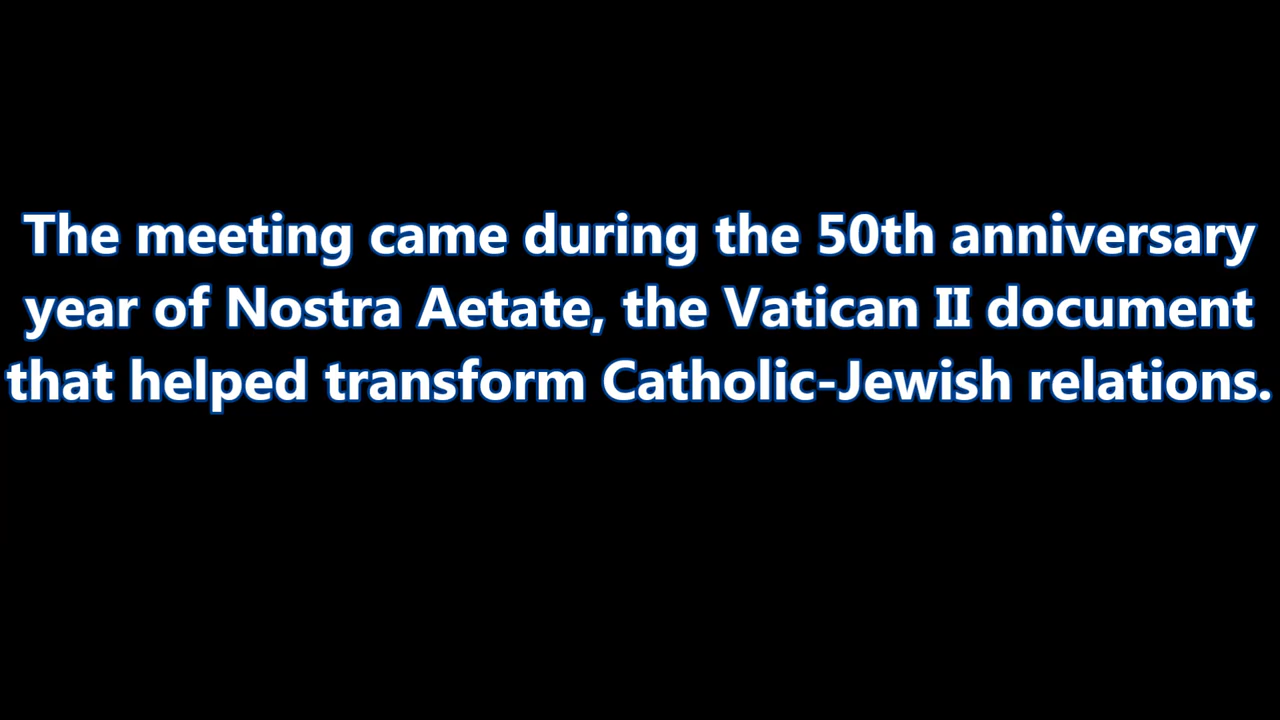 The meeting came during the 50th anniversary
year of Nostra Aetate, the Vatican II document
that helped transform Catholic-Jewish relations.